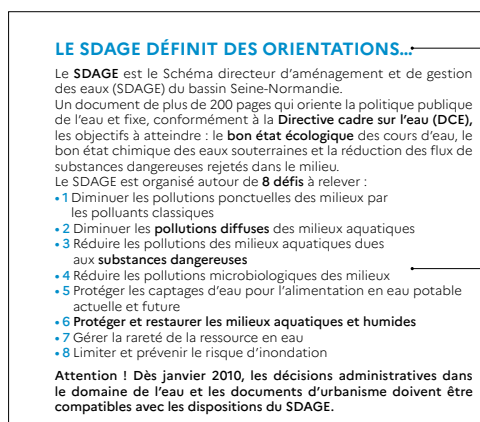 LE SDAGE DÉFINIT DES ORIENTATIONS...
Le SDAGE est le Schéma directeur d'aménagement et de gestion
des eaux (SDAGE) du bassin Seine-Normandie.
Un document de plus de 200 pages qui oriente la politique publique
de l'eau et fixe, conformément à la Directive cadre sur l'eau (DCE),
les objectifs à atteindre : le bon état écologique des cours d'eau, le
bon état chimique des eaux souterraines et la réduction des flux de
substances dangereuses rejetés dans le milieu.
Le SDAGE est organisé autour de 8 défis à relever :
• 1 Diminuer les pollutions ponctuelles des milieux par
les polluants classiques
• 2 Diminuer les pollutions diffuses des milieux aquatiques
• 3 Réduire les pollutions des milieux aquatiques dues
aux substances dangereuses
• 4 Réduire les pollutions microbiologiques des milieux
• 5 Protéger les captages d'eau pour l'alimentation en eau potable
actuelle et future
• 6 Protéger et restaurer les milieux aquatiques et humides
• 7 Gérer la rareté de la ressource en eau
• 8 Limiter et prévenir le risque d'inondation
Attention ! Dès janvier 2010, les décisions administratives dans
le domaine de l'eau et les documents d'urbanisme doivent être
compatibles avec les dispositions du SDAGE.